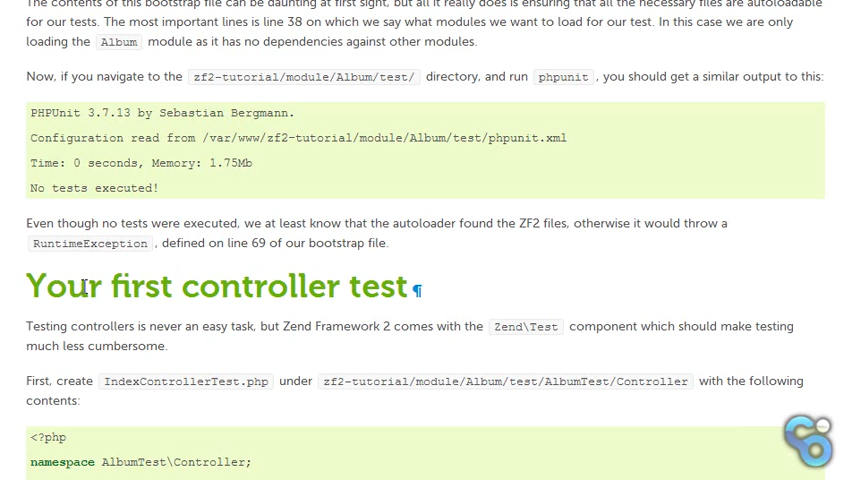 The contents of this bootstrap file can be daunting at first sight, but all it really does is ensuring that all the necessary files are autoloadable
for our tests. The most important lines is line 38 on which we say what modules we want to load for our test. In this case we are only
loading the Album module as it has no dependencies against other modules.
Now, if you navigate to the zf2-tutorial/module/Album/test/ directory, and run phpunit , you should get a similar output to this:
PHPUnit 3.7.13 by Sebastian Bergmann.
Configuration read from /var/www/zf2-tutorial/module/Album/test/phpunit.xml
Time: 0 seconds, Memory: 1.75Mb
No tests executed!
Even though no tests were executed, we at least know that the autoloader found the ZF2 files, otherwise it would throw a
RuntimeException , defined on line 69 of our bootstrap file.
Your first controller test ¶
Testing controllers is never an easy task, but Zend Framework 2 comes with the Zend\Test component which should make testing
much less cumbersome.
First, create IndexControllerTest.php under zf2-tutorial/module/Album/test/AlbumTest/Controller with the following
contents:
<?php
namespace AlbumTest\Controller;